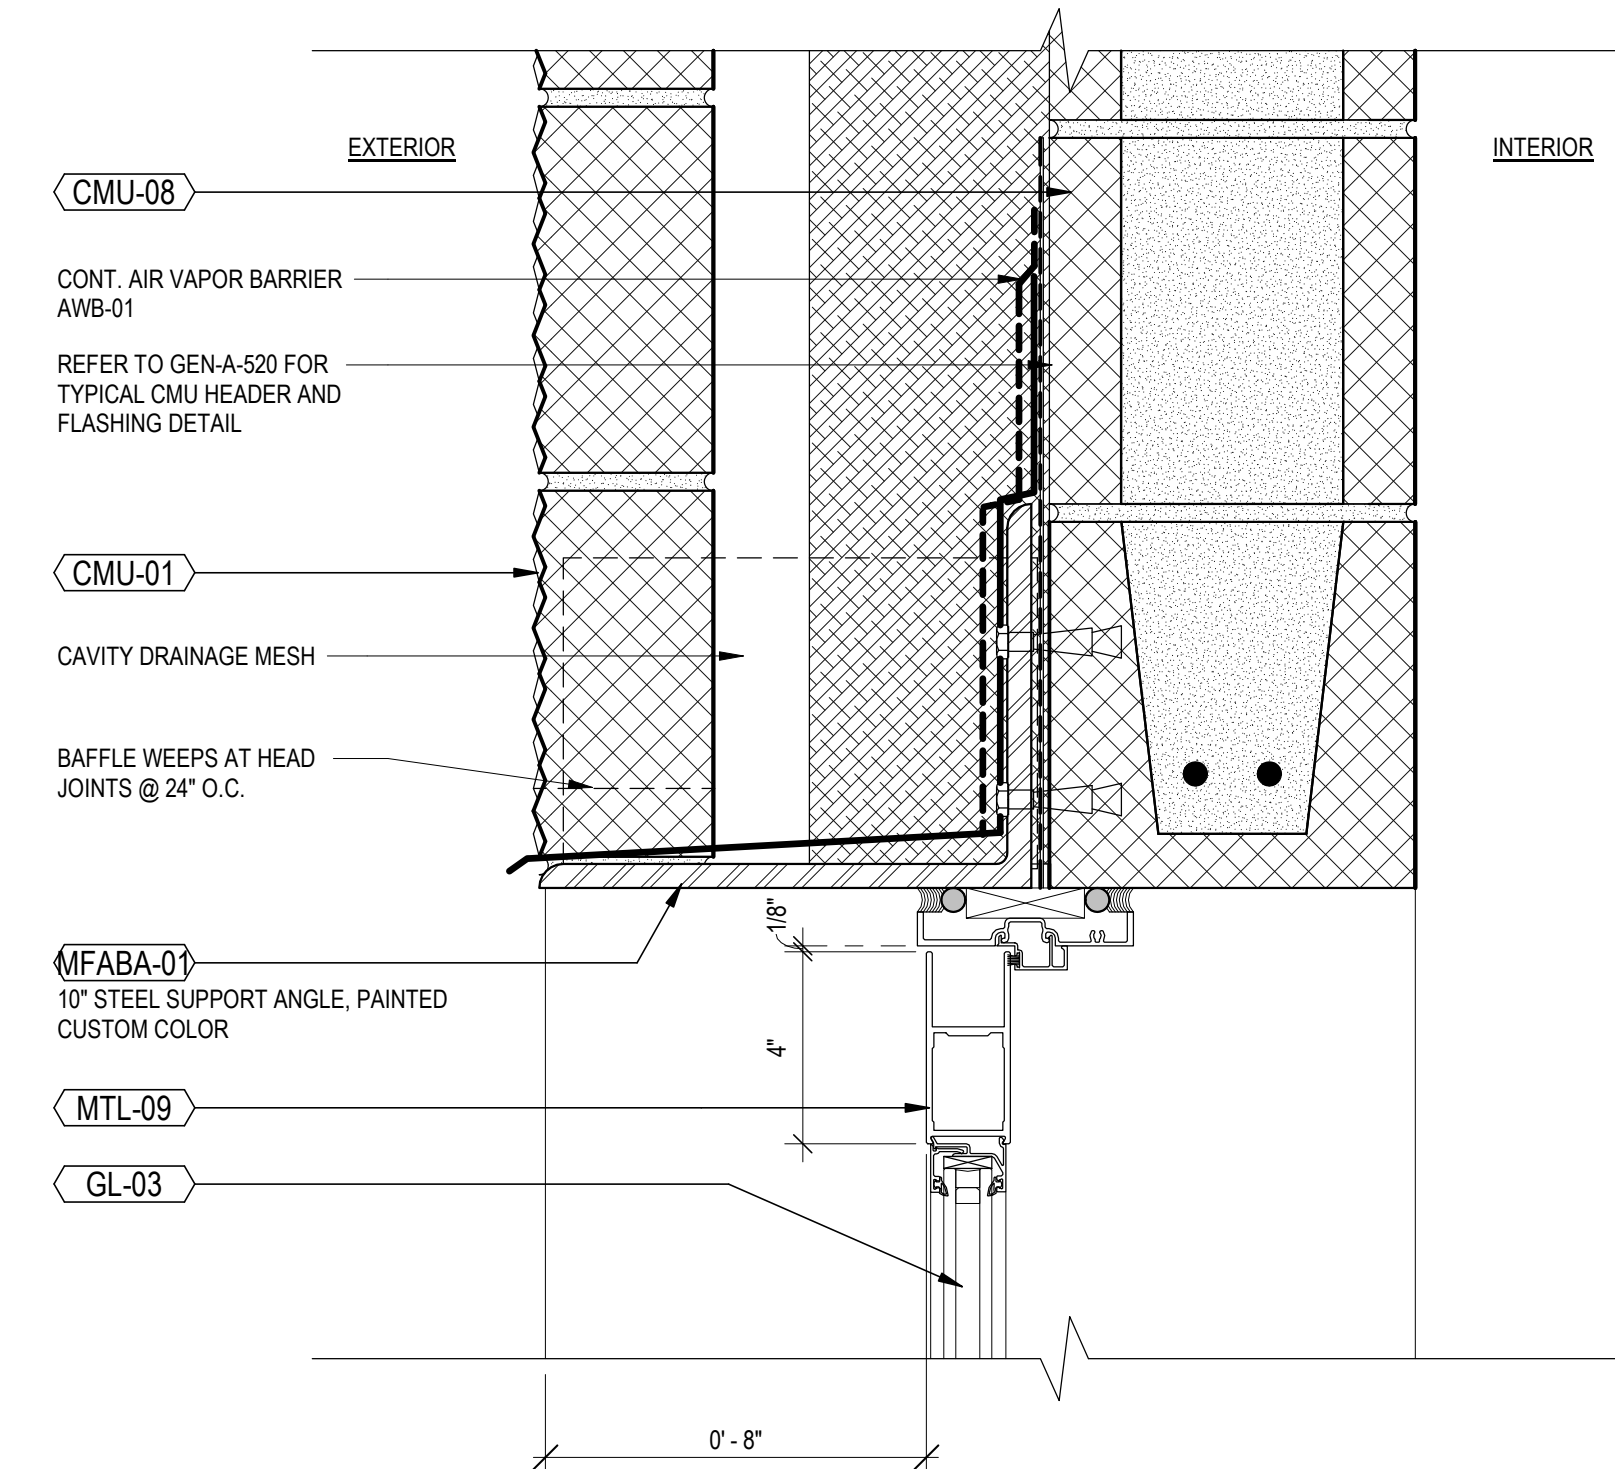 EXTERIOR
INTERIOR
CMU-08
CONT. AIR VAPOR BARRIER
AWB-01
REFER TO GEN-A-520 FOR
TYPICAL CMU HEADER AND
FLASHING DETAIL
CMU-01
CAVITY DRAINAGE MESH
BAFFLE WEEPS AT HEAD
JOINTS @ 24" O.C.
1/8"
MFABA-01
10" STEEL SUPPORT ANGLE, PAINTED
CUSTOM COLOR
4"
MTL-09
GL-03
0' - 8"